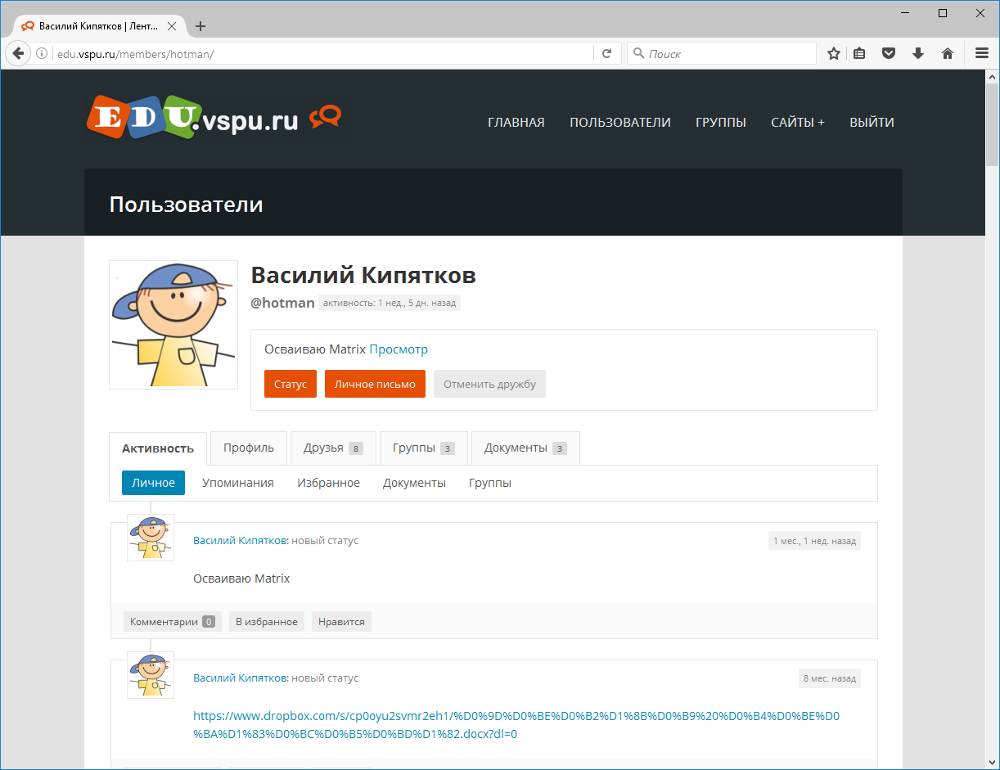 Василий Кипятков | Лент...
edu.vspu.ru/members/hotman/
Поиск
EDU.vspu.ru
ГЛАВНАЯ ПОЛЬЗОВАТЕЛИ ГРУППЫ САЙТЫ + ВЫЙТИ
Пользователи
Василий Кипятков
@hotman активность: 1 нед., 5 дн. назад
Осваиваю Matrix Просмотр
Статус Личное письмо Отменить дружбу
Активность Профиль Друзья 8 Группы 3 Документы 3
Личное Упоминания Избранное Документы Группы
Василий Кипятков: новый статус 1 мес., 1 нед. назад
Осваиваю Matrix
Комментарии 0 В избранное Нравится
Василий Кипятков: новый статус 8 мес. назад
https://www.dropbox.com/s/cp0oyu2svmr2eh1/%D0%9D%D0%BE%D0%B2%D1%8B%D0%B9%20%D0%B4%D0%BE%D0
%BA%D1%83%D0%BC%D0%B5%D0%BD%D1%82.docx?dl=0